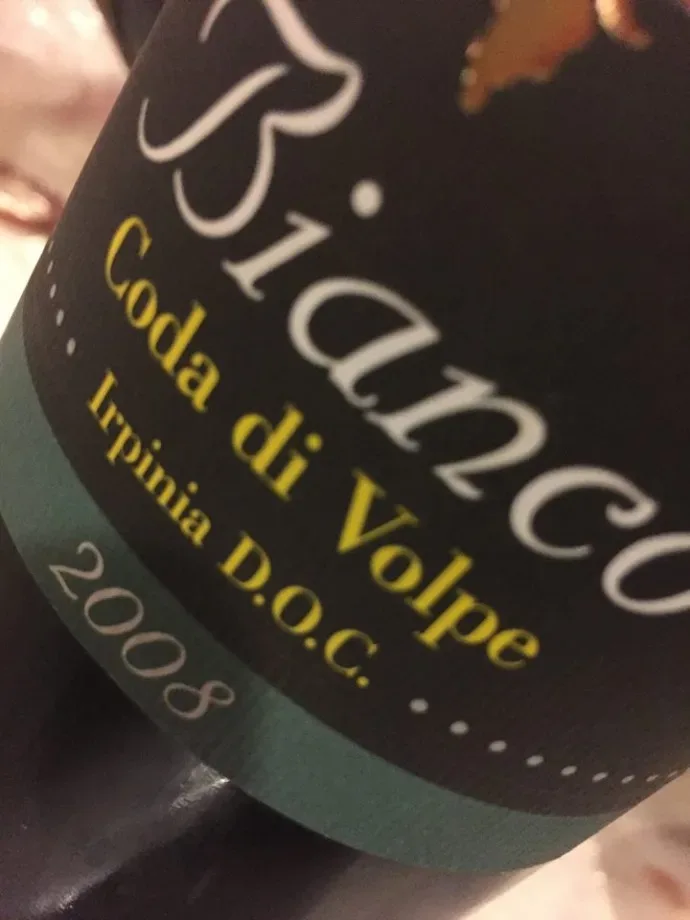 Bianco
Coda di Volpe
Irpinia D.O.C.
2008